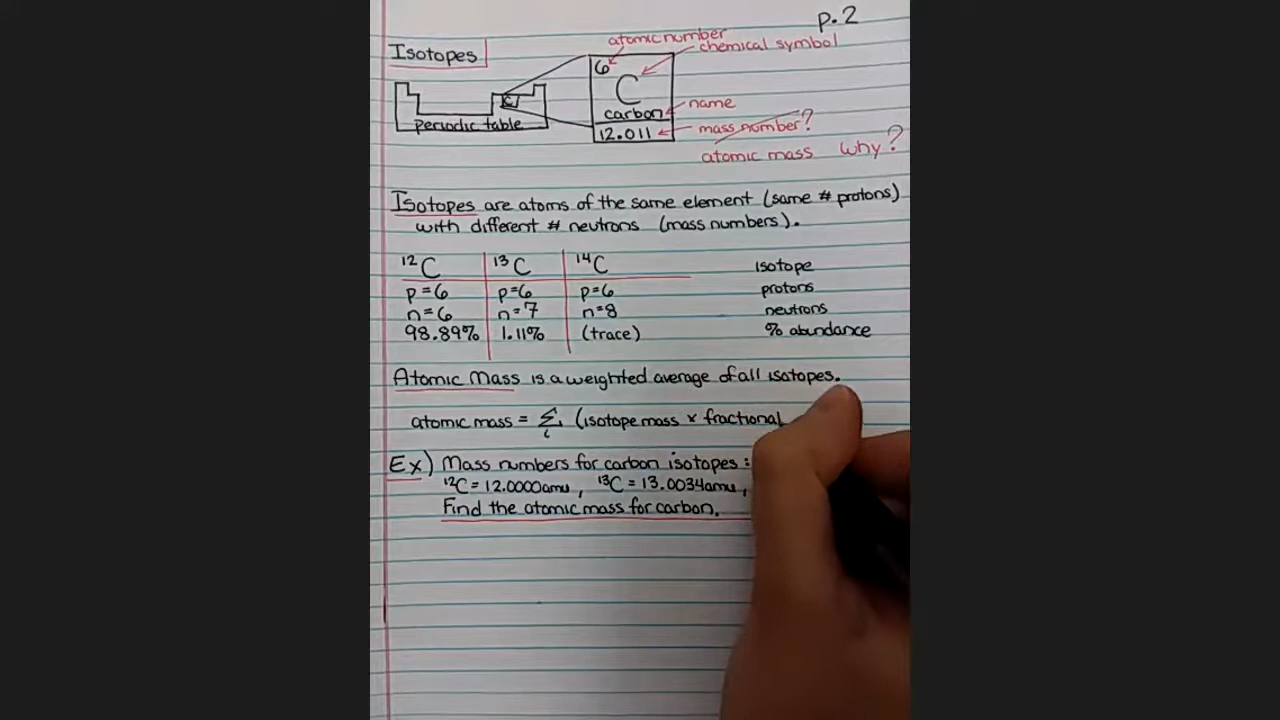 p.2
Isotopes
atomic number
chemical symbol
6
C
carbon
name
12.011
mass number?
atomic mass why?
C
periodic table
Isotopes are atoms of the same element (same # protons)
with different # neutrons (mass numbers).
¹²C ¹³C ¹⁴C isotope
p=6 p=6 p=6 protons
n=6 n=7 n=8 neutrons
98.89% 1.11% (trace) % abundance
Atomic Mass is a weighted average of all isotopes.
atomic mass = Σ (isotope mass x fractional
i
Ex) Mass numbers for carbon isotopes:
¹²C = 12.0000amu, ¹³C = 13.0034amu,
Find the atomic mass for carbon.